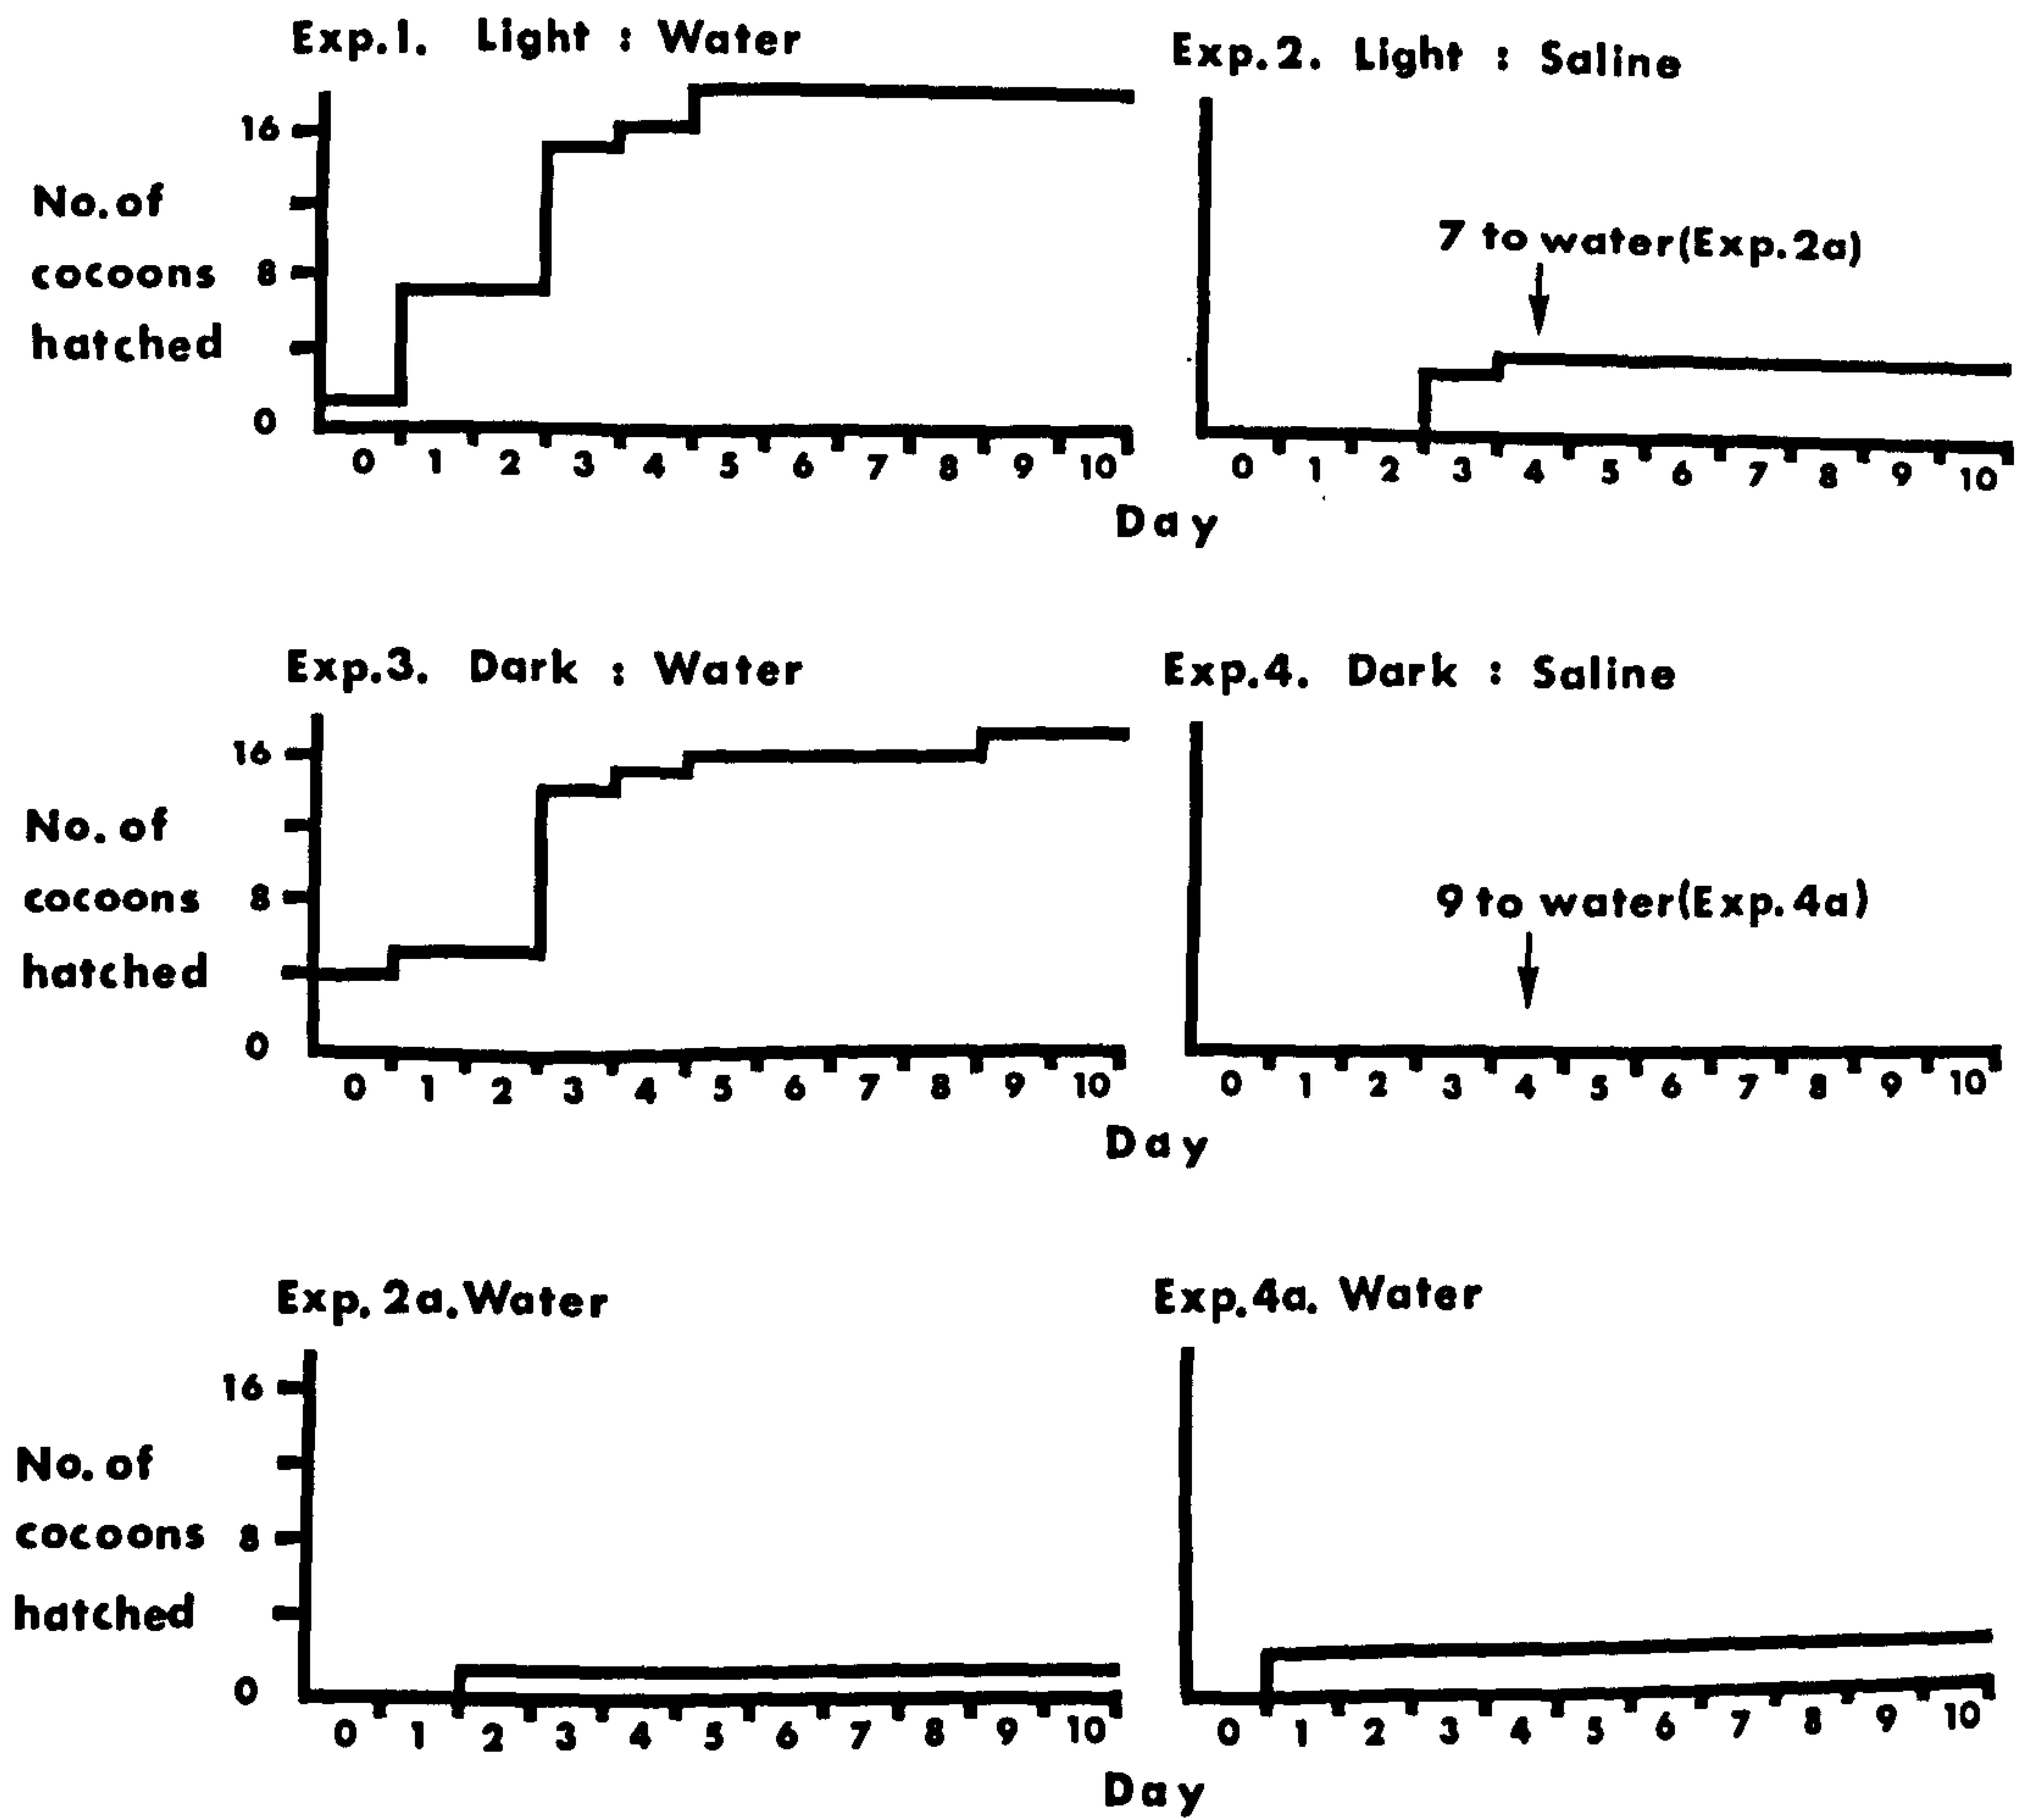 Exp.1. Light : Water
16
No. of
cocoons 8
hatched
0
0 1 2 3 4 5 6 7 8 9 10
Exp.2. Light : Saline
7 to water(Exp.2a)
0 1 2 3 4 5 6 7 8 9 10
Day
Exp.3. Dark : Water
16
No. of
cocoons 8
hatched
0
0 1 2 3 4 5 6 7 8 9 10
Exp.4. Dark : Saline
9 to water(Exp.4a)
0 1 2 3 4 5 6 7 8 9 10
Day
Exp. 2a. Water
16
No. of
cocoons 8
hatched
0
0 1 2 3 4 5 6 7 8 9 10
Exp.4a. Water
0 1 2 3 4 5 6 7 8 9 10
Day